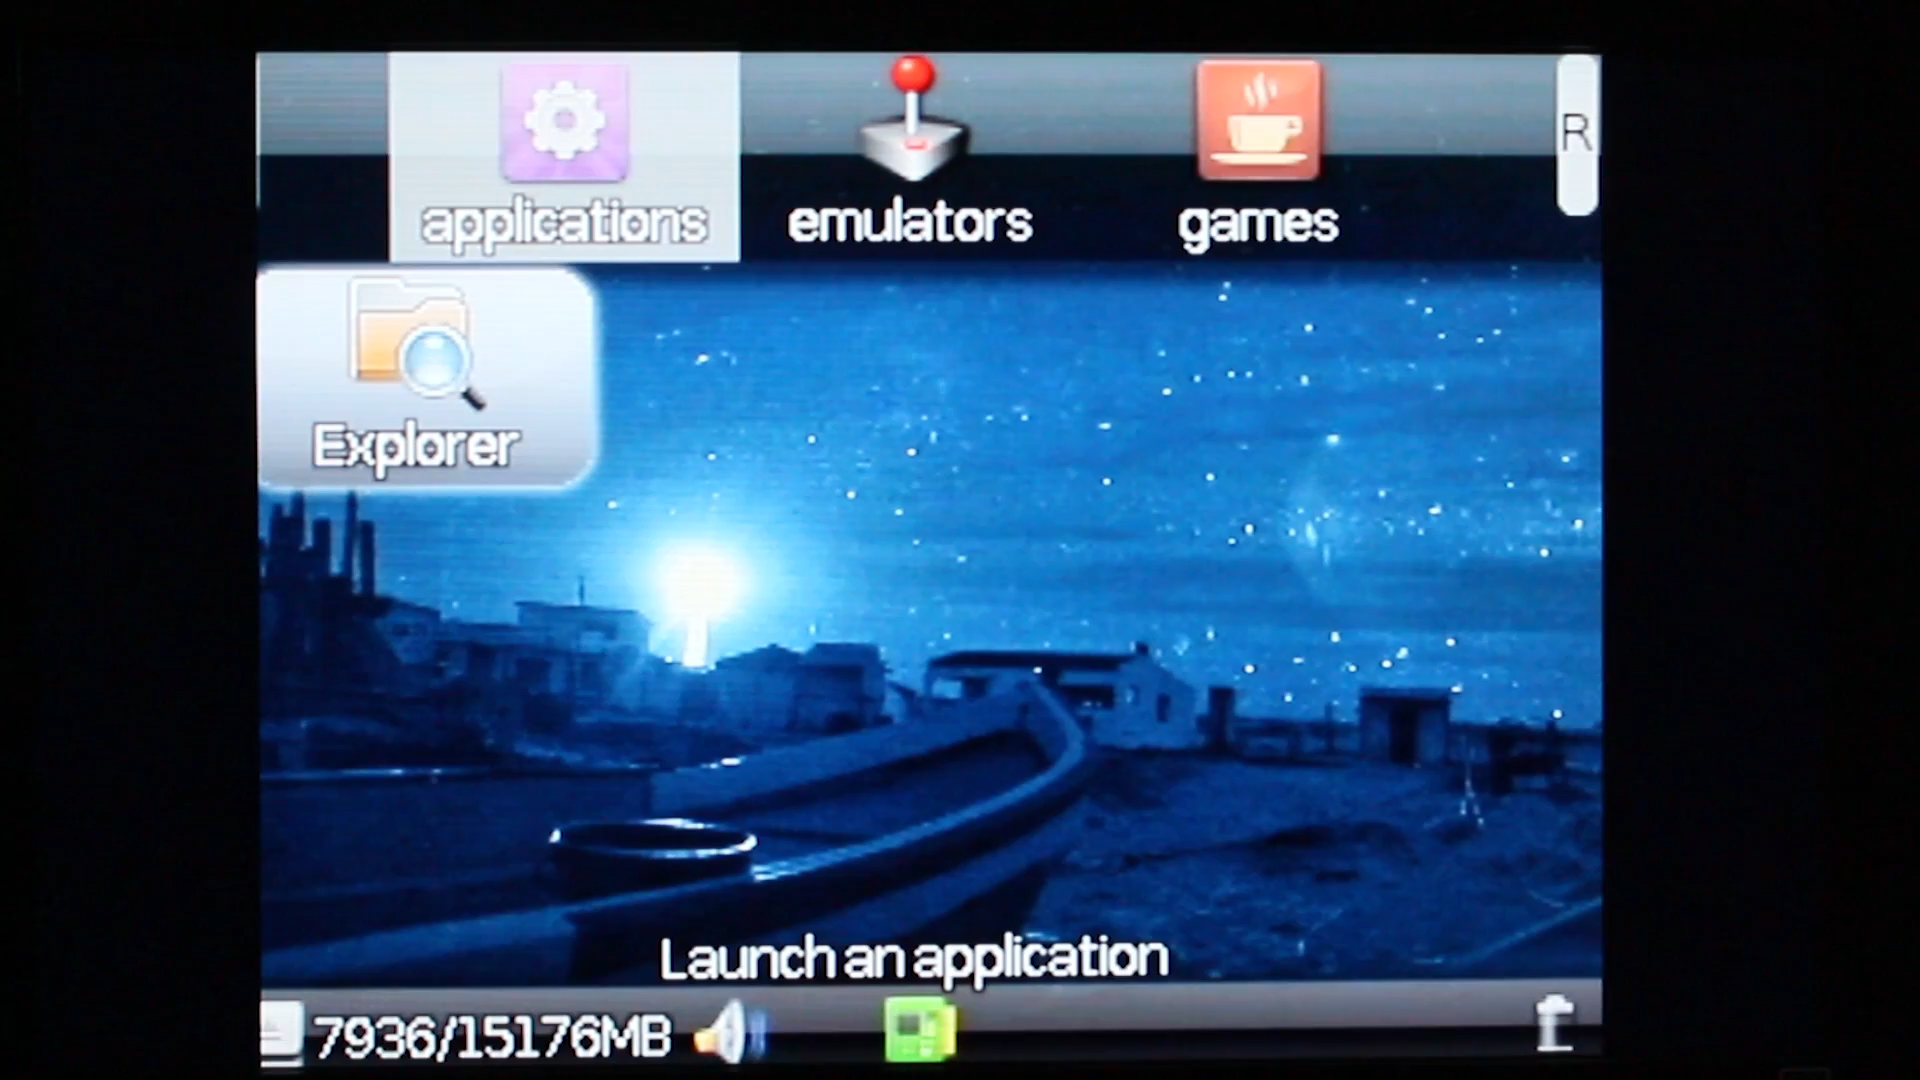 applications emulators games R
Explorer
Launch an application
7936/15176MB